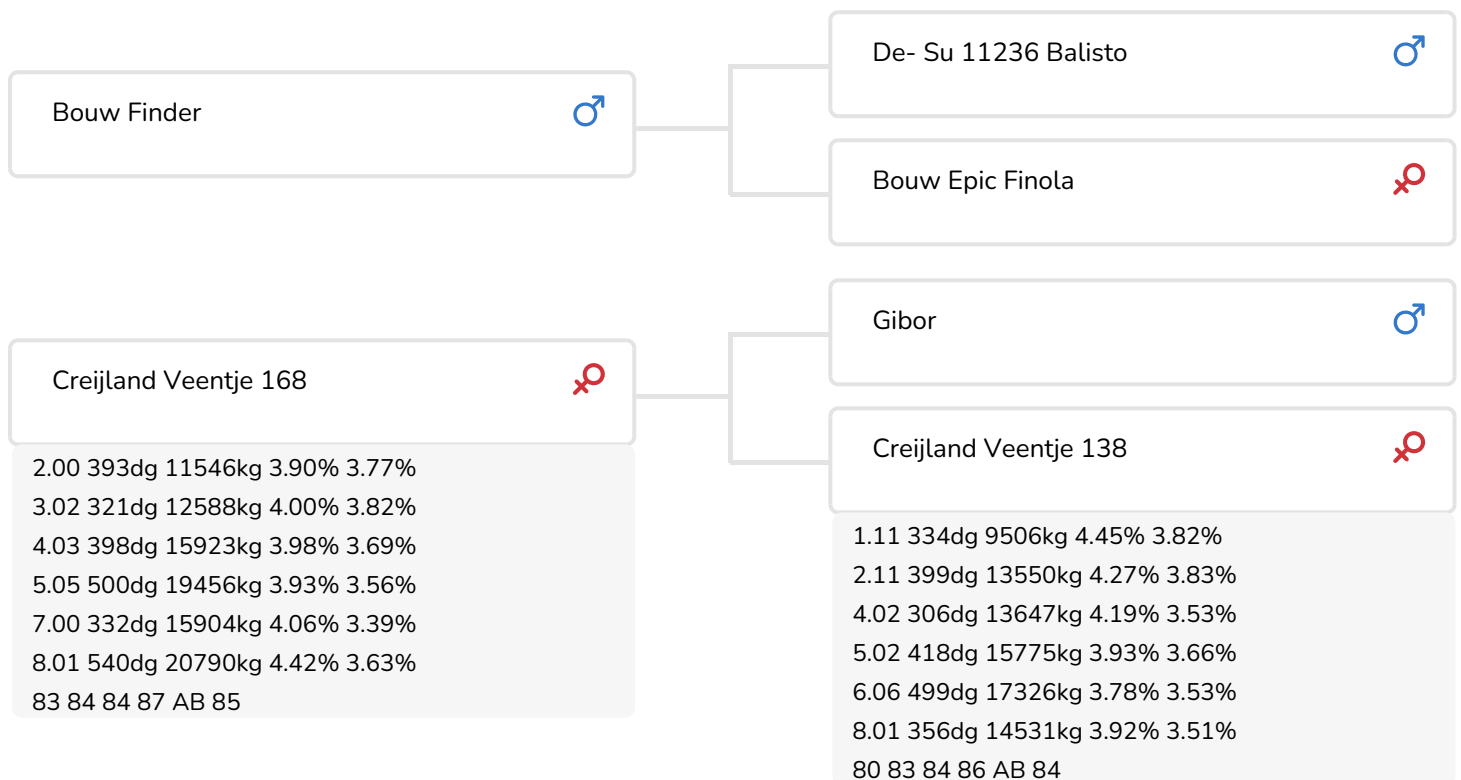 Bouw Finder
De- Su 11236 Balisto
Bouw Epic Finola
Creijland Veentje 168
2.00 393dg 11546kg 3.90% 3.77%
3.02 321dg 12588kg 4.00% 3.82%
4.03 398dg 15923kg 3.98% 3.69%
5.05 500dg 19456kg 3.93% 3.56%
7.00 332dg 15904kg 4.06% 3.39%
8.01 540dg 20790kg 4.42% 3.63%
83 84 84 87 AB 85
Gibor
Creijland Veentje 138
1.11 334dg 9506kg 4.45% 3.82%
2.11 399dg 13550kg 4.27% 3.83%
4.02 306dg 13647kg 4.19% 3.53%
5.02 418dg 15775kg 3.93% 3.66%
6.06 499dg 17326kg 3.78% 3.53%
8.01 356dg 14531kg 3.92% 3.51%
80 83 84 86 AB 84